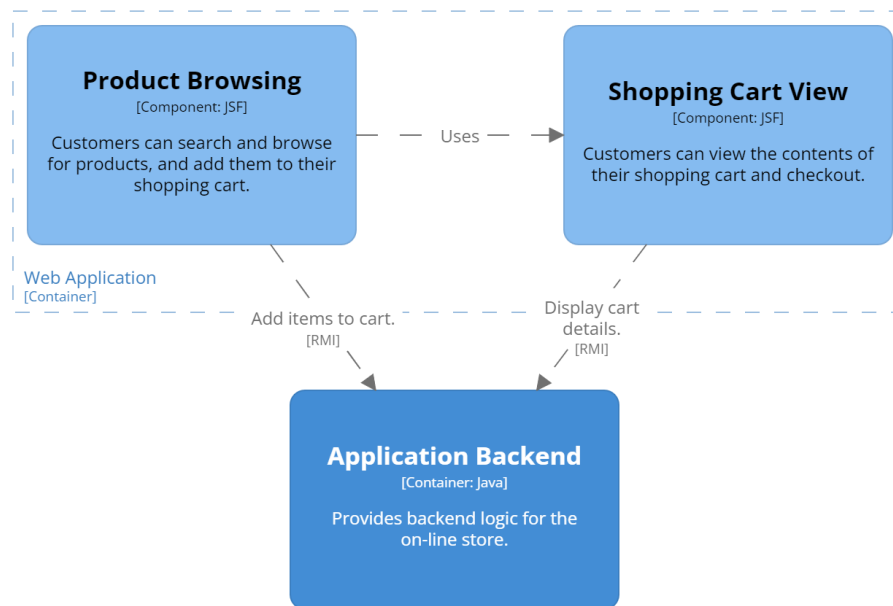 Product Browsing
[Component: JSF]
Customers can search and browse
for products, and add them to their
shopping cart.
Uses
Shopping Cart View
[Component: JSF]
Customers can view the contents of
their shopping cart and checkout.
Web Application
[Container]
Add items to cart.
[RMI]
Display cart
details.
[RMI]
Application Backend
[Container: Java]
Provides backend logic for the
on-line store.